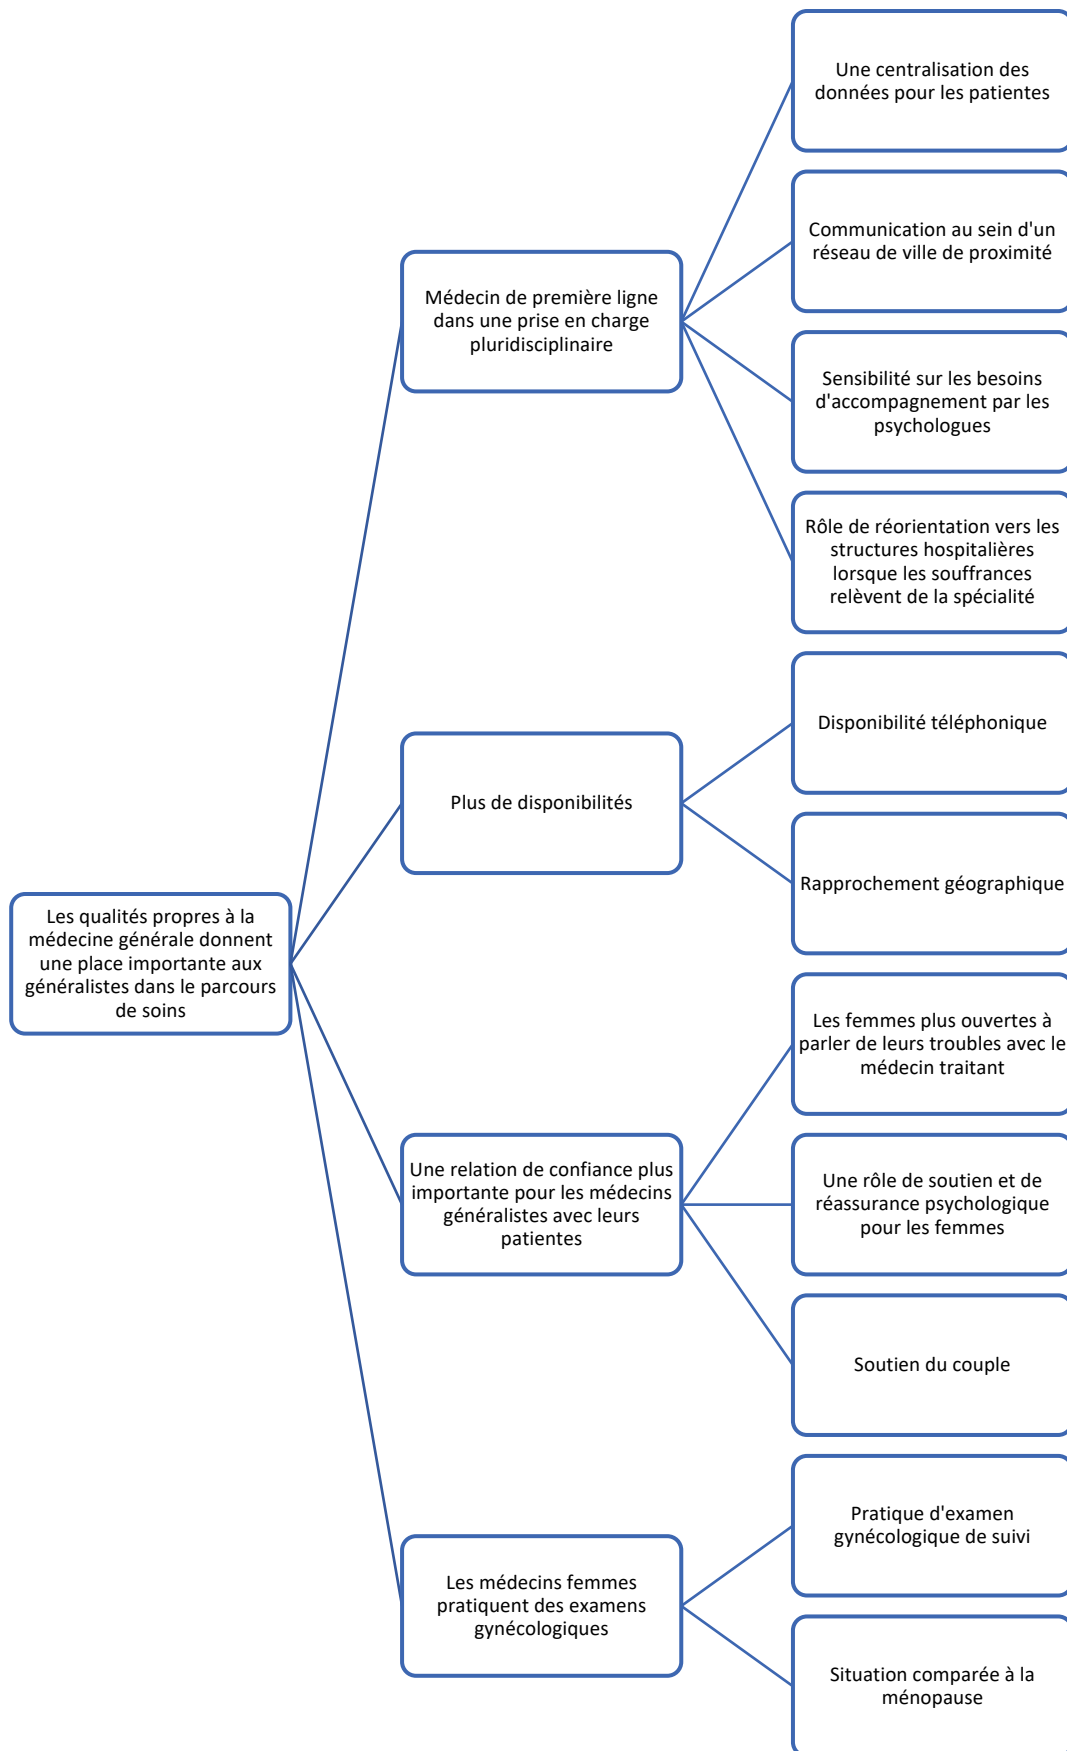 Les qualités propres à la
médecine générale donnent
une place importante aux
généralistes dans le parcours
de soins
Médecin de première ligne
dans une prise en charge
pluridisciplinaire
Une centralisation des
données pour les patientes
Communication au sein d'un
réseau de ville de proximité
Sensibilité sur les besoins
d'accompagnement par les
psychologues
Rôle de réorientation vers les
structures hospitalières
lorsque les souffrances
relèvent de la spécialité
Plus de disponibilités
Disponibilité téléphonique
Rapprochement géographique
Une relation de confiance plus
importante pour les médecins
généralistes avec leurs
patientes
Les femmes plus ouvertes à
parler de leurs troubles avec le
médecin traitant
Une rôle de soutien et de
réassurance psychologique
pour les femmes
Soutien du couple
Les médecins femmes
pratiquent des examens
gynécologiques
Pratique d'examen
gynécologique de suivi
Situation comparée à la
ménopause